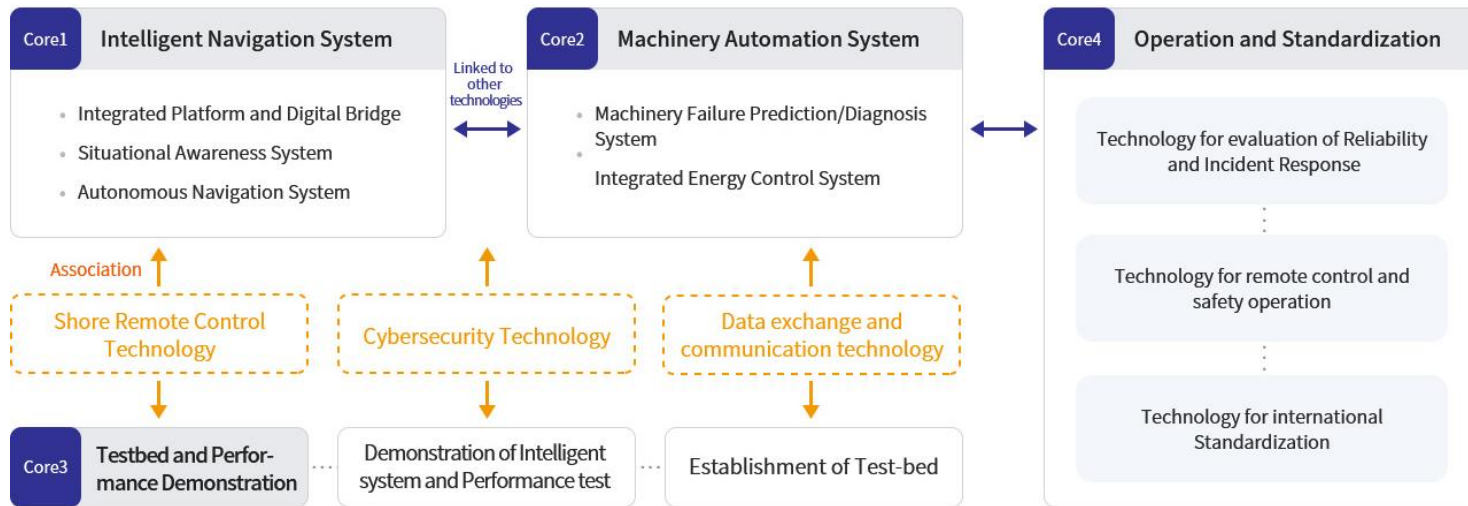 Core1 Intelligent Navigation System
• Integrated Platform and Digital Bridge
• Situational Awareness System
• Autonomous Navigation System
Linked to
other
technologies
Core2 Machinery Automation System
• Machinery Failure Prediction/Diagnosis
System
•
Integrated Energy Control System
Core4 Operation and Standardization
Technology for evaluation of Reliability
and Incident Response
Technology for remote control and
safety operation
Technology for international
Standardization
Association
Shore Remote Control
Technology
Cybersecurity Technology
Data exchange and
communication technology
Core3 Testbed and Perfor-
mance Demonstration
Demonstration of Intelligent
system and Performance test
Establishment of Test-bed